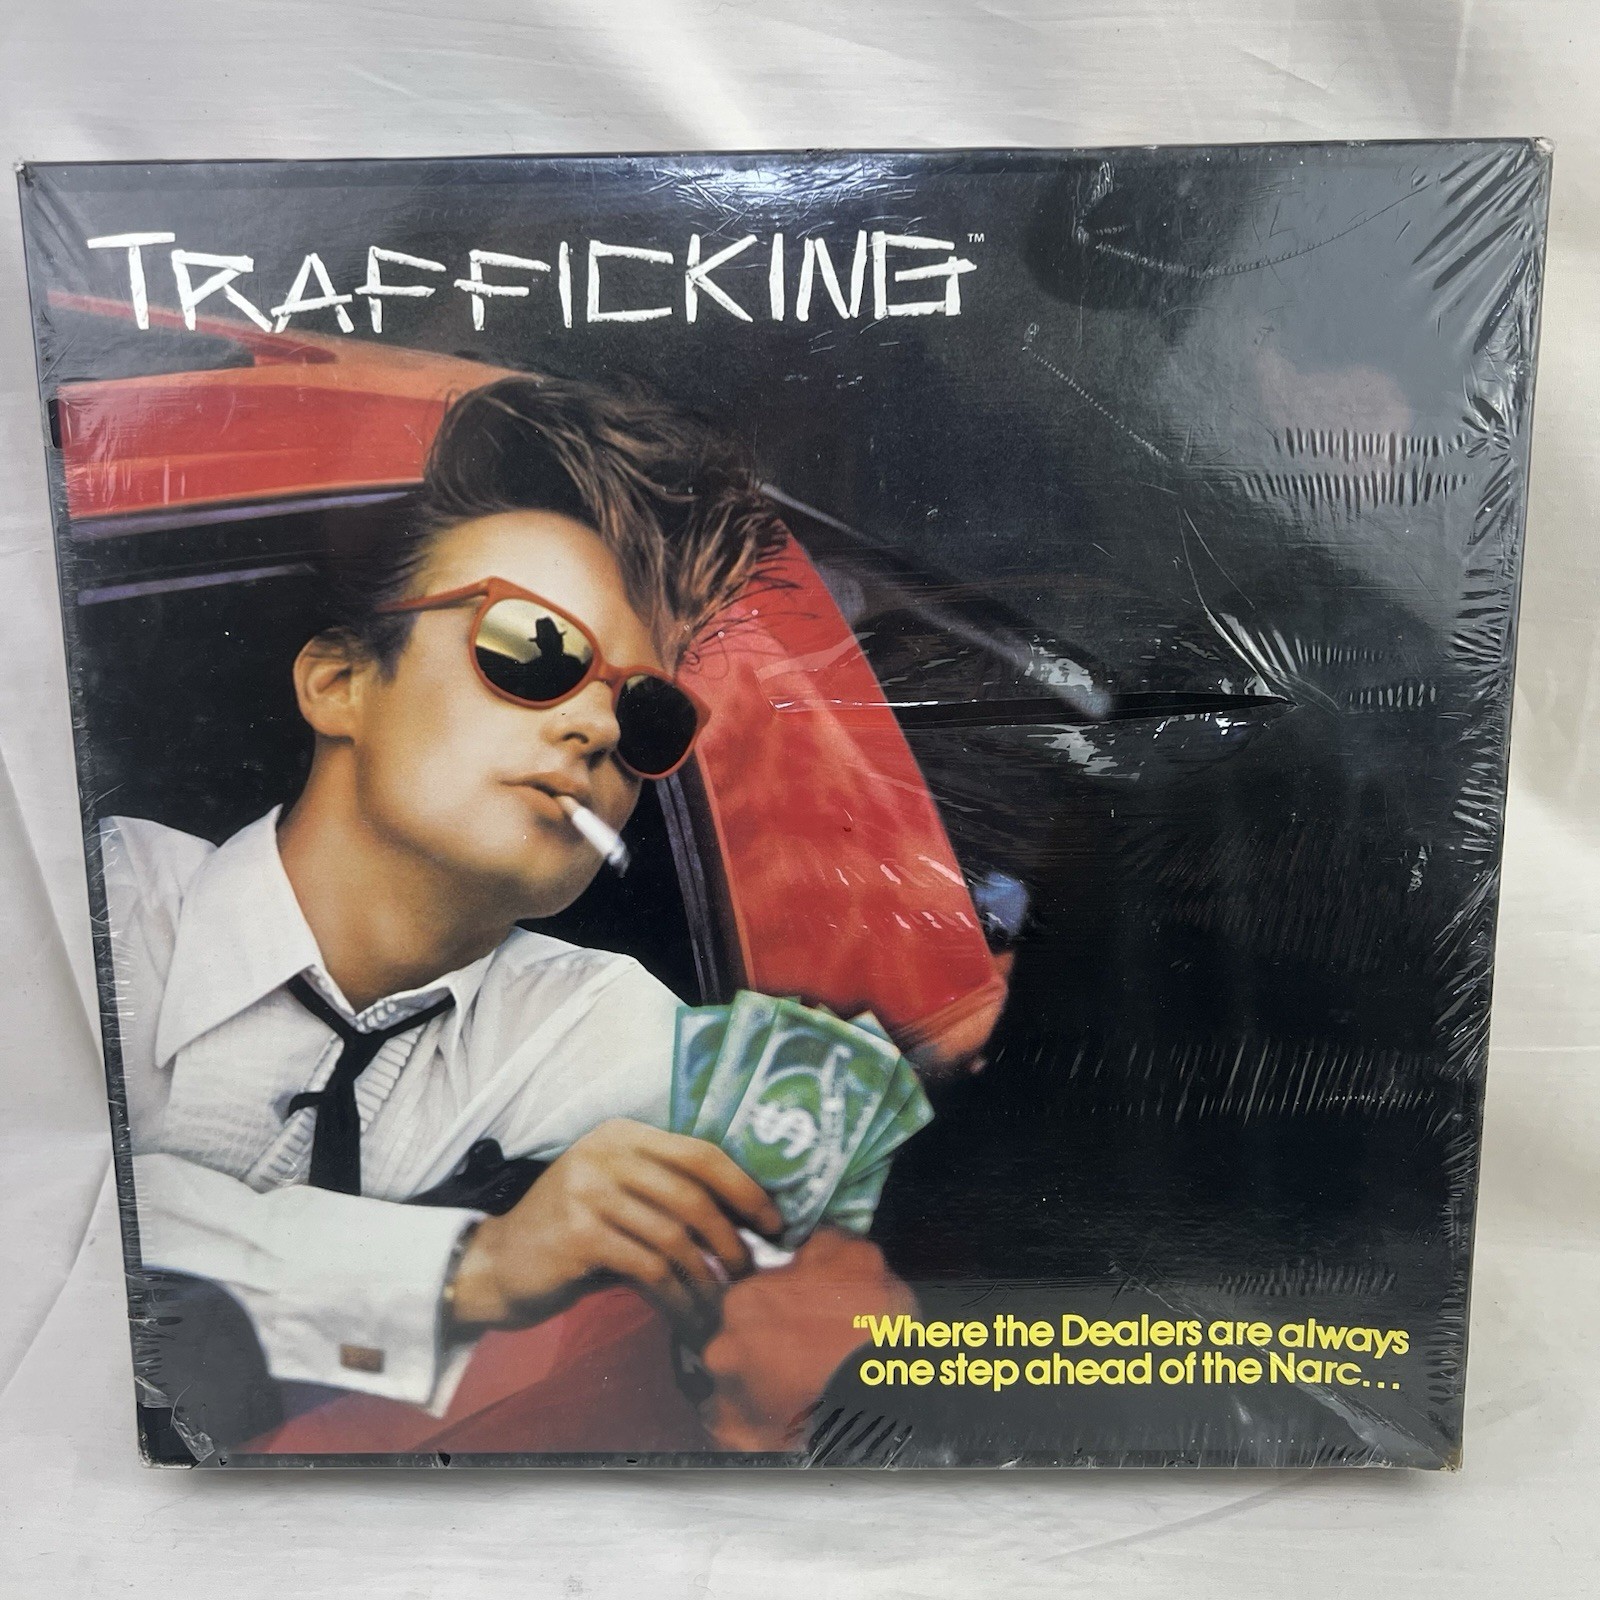 TRAFFICKING™
$
“Where the Dealers are always
one step ahead of the Narc...